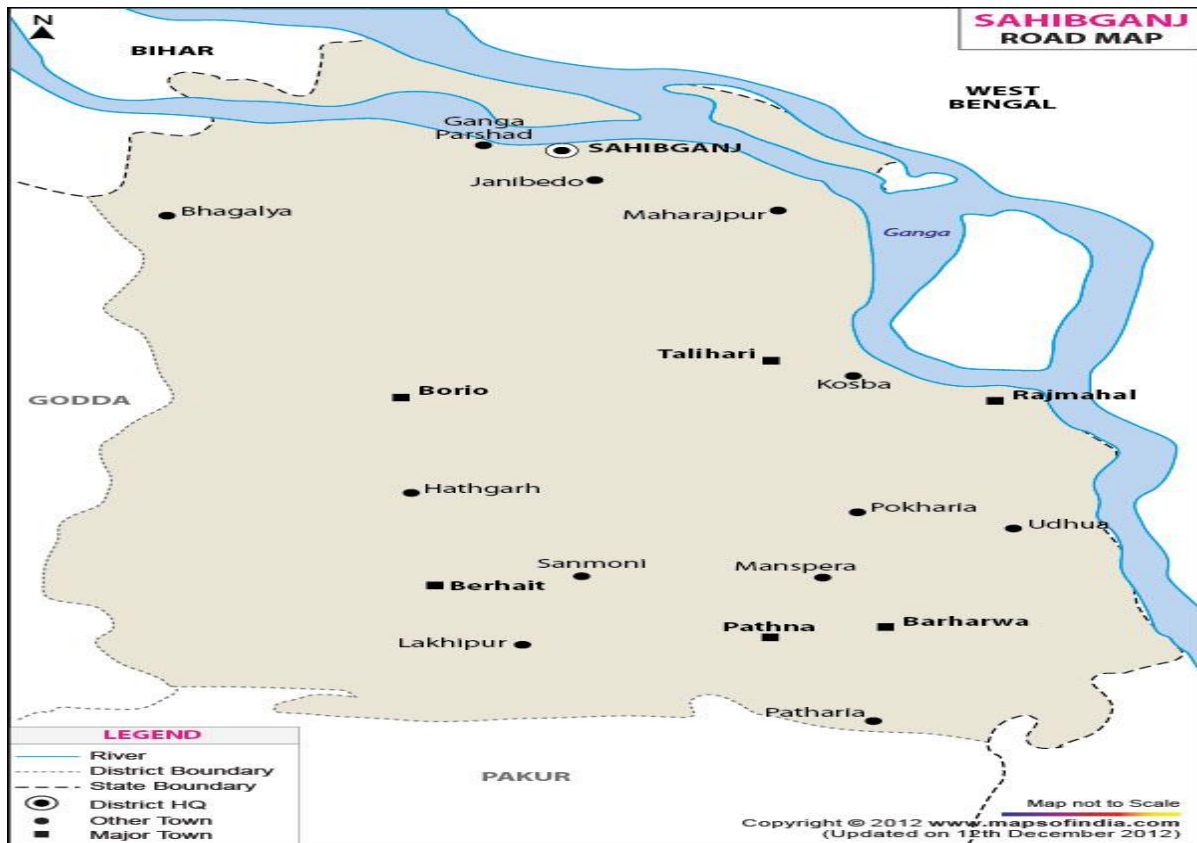 N
SAHIBGANJ
ROAD MAP
BIHAR
WEST
BENGAL
Ganga
Parshad
SAHIBGANJ
Janibedo
Bhagalya
Maharajpur
Ganga
Talihari
Kosba
GODDA
Borio
Rajmahal
Hathgarh
Pokharia
Udhua
Sanmoni
Manspera
Berhait
Pathna
Barharwa
Lakhipur
Patharia
PAKUR
LEGEND
River
District Boundary
State Boundary
District HQ
Other Town
Major Town
Map not to Scale
Copyright © 2012 www.mapsofindia.com
(Updated on 12th December 2012)